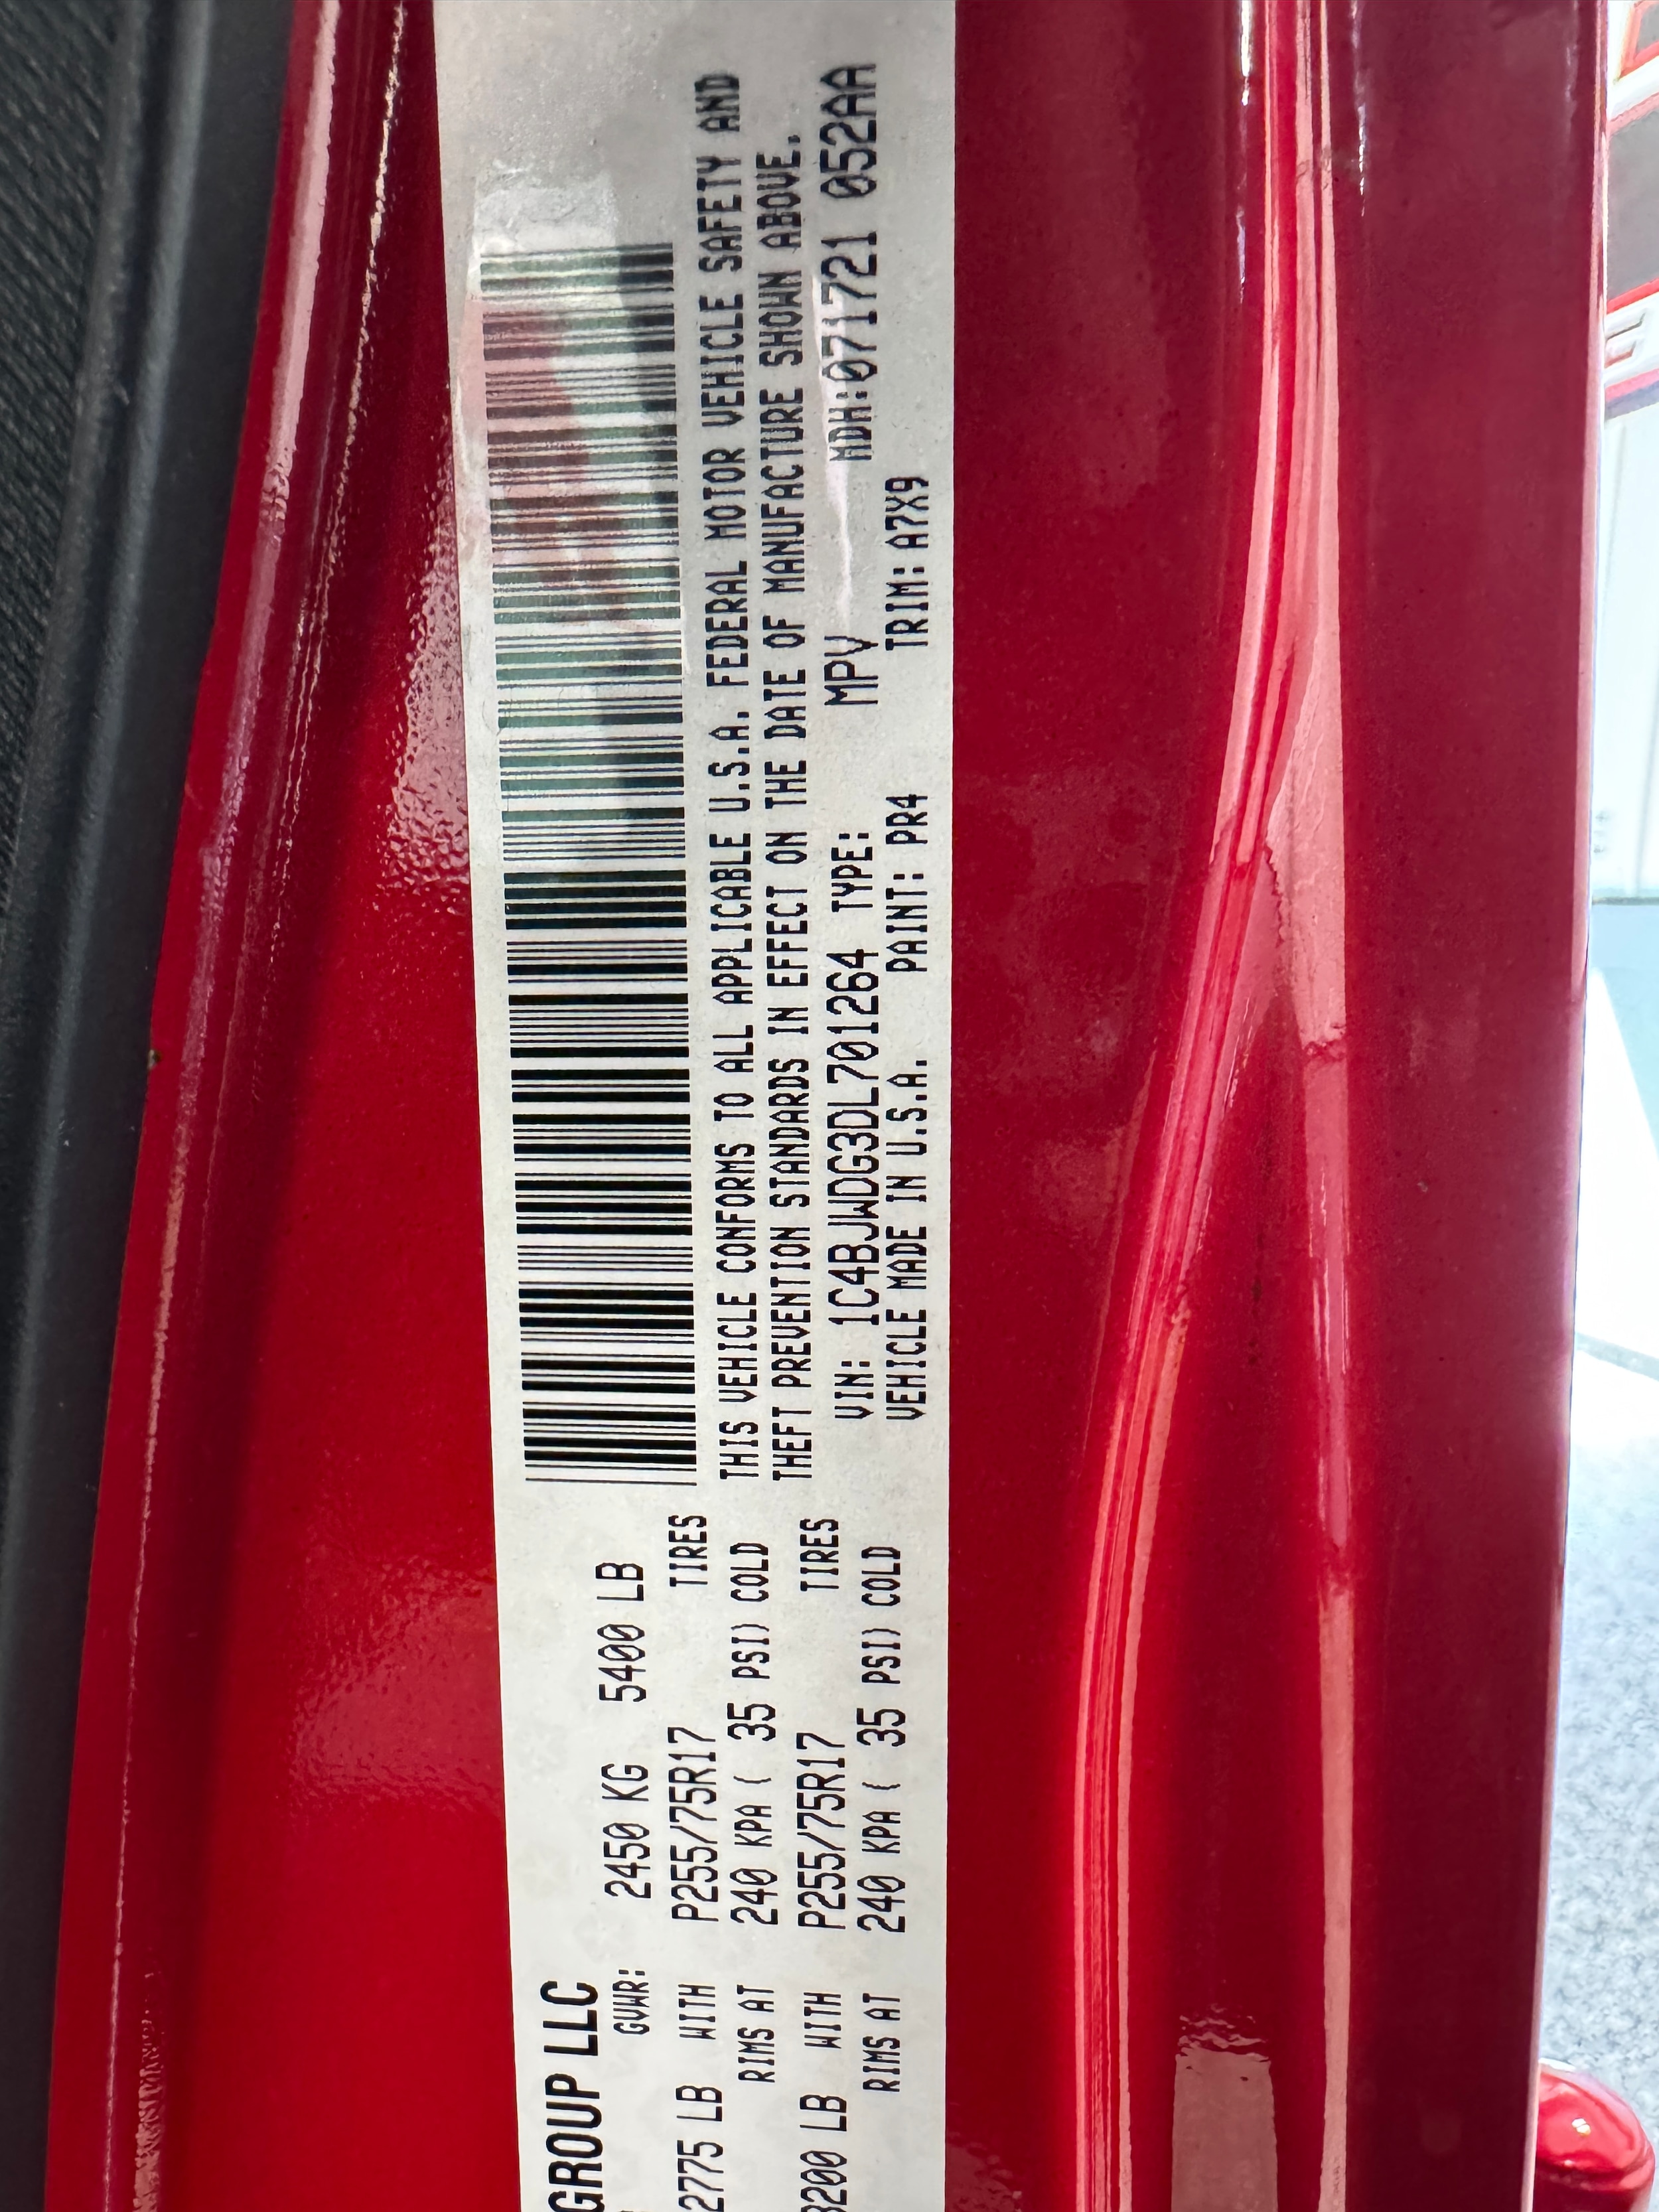 GROUP LLC
GVWR: 2450 KG 5400 LB
2775 LB WITH P255/75R17 TIRES
RIMS AT 240 KPA ( 35 PSI) COLD
3200 LB WITH P255/75R17 TIRES
RIMS AT 240 KPA ( 35 PSI) COLD
THIS VEHICLE CONFORMS TO ALL APPLICABLE U.S.A. FEDERAL MOTOR VEHICLE SAFETY AND
THEFT PREVENTION STANDARDS IN EFFECT ON THE DATE OF MANUFACTURE SHOWN ABOVE.
VIN: 1C4BJWDG3DL701264 TYPE: MPV MDH:071721 052AA
VEHICLE MADE IN U.S.A. PAINT: PR4 TRIM: A7X9